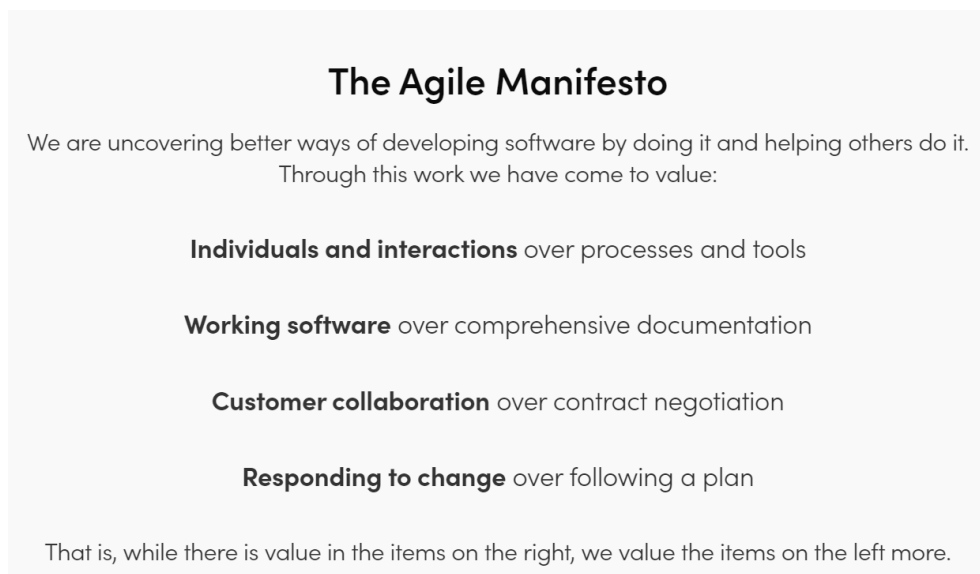 The Agile Manifesto
We are uncovering better ways of developing software by doing it and helping others do it.
Through this work we have come to value:
Individuals and interactions over processes and tools
Working software over comprehensive documentation
Customer collaboration over contract negotiation
Responding to change over following a plan
That is, while there is value in the items on the right, we value the items on the left more.